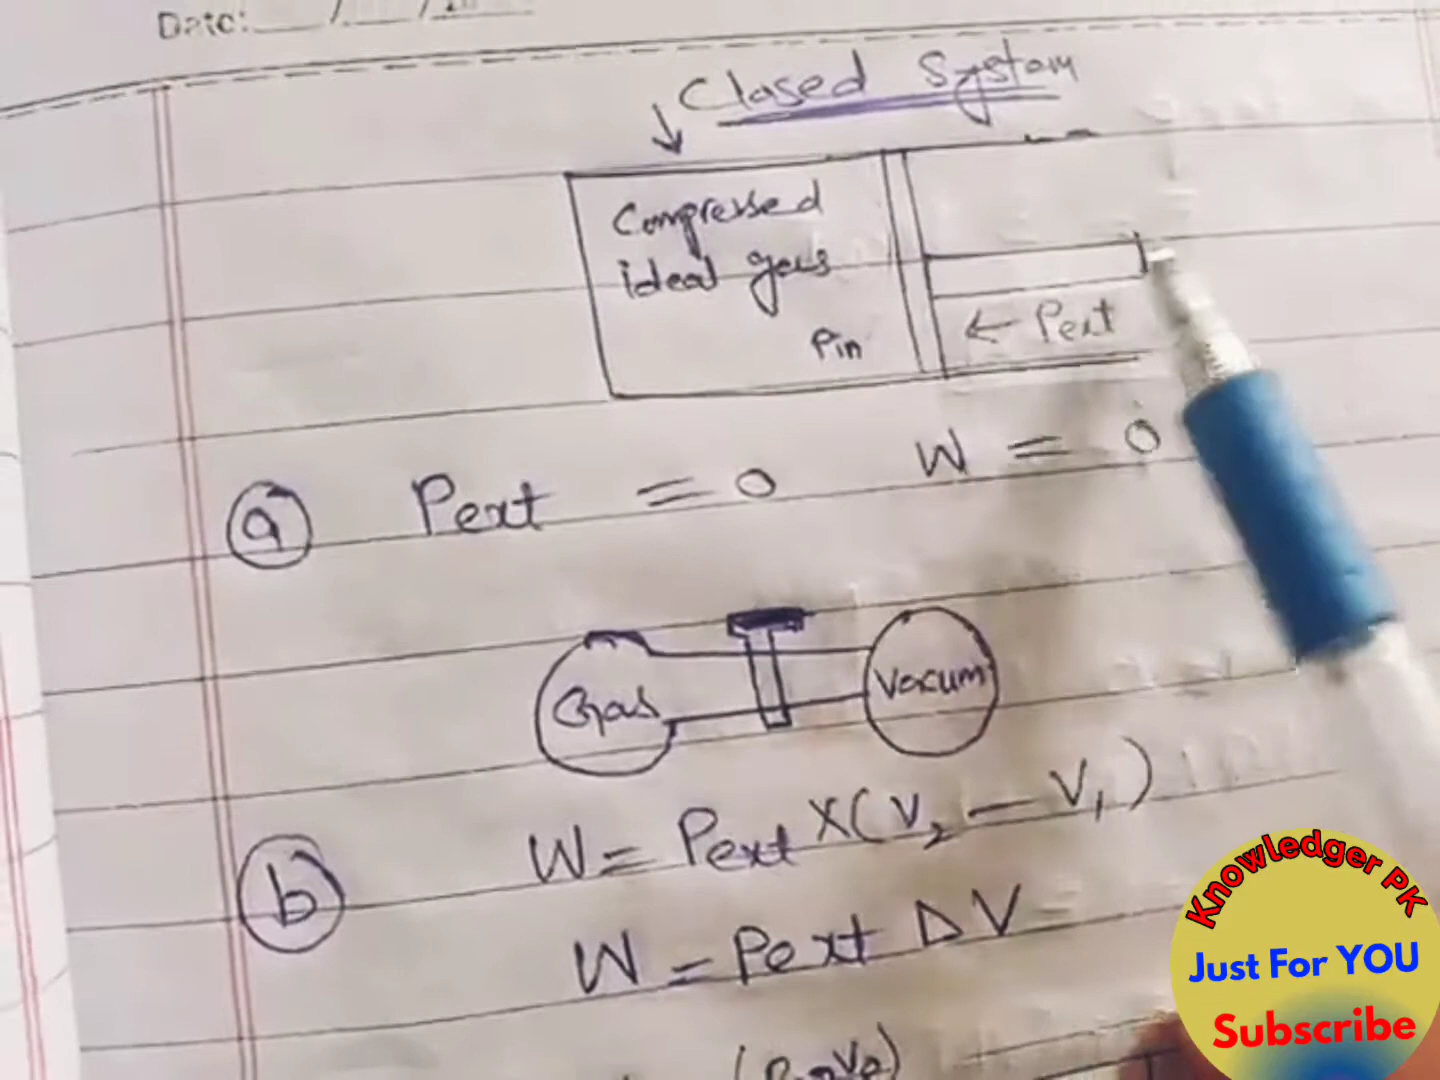 Date: / /
Closed System
Compressed
ideal gas
Pin
← Pext
a Pext = 0 W = 0
Gas
Vacum
b W = Pext X (V2 – V1)
W = Pext ΔV
Knowledger PK
Just For YOU
Subscribe